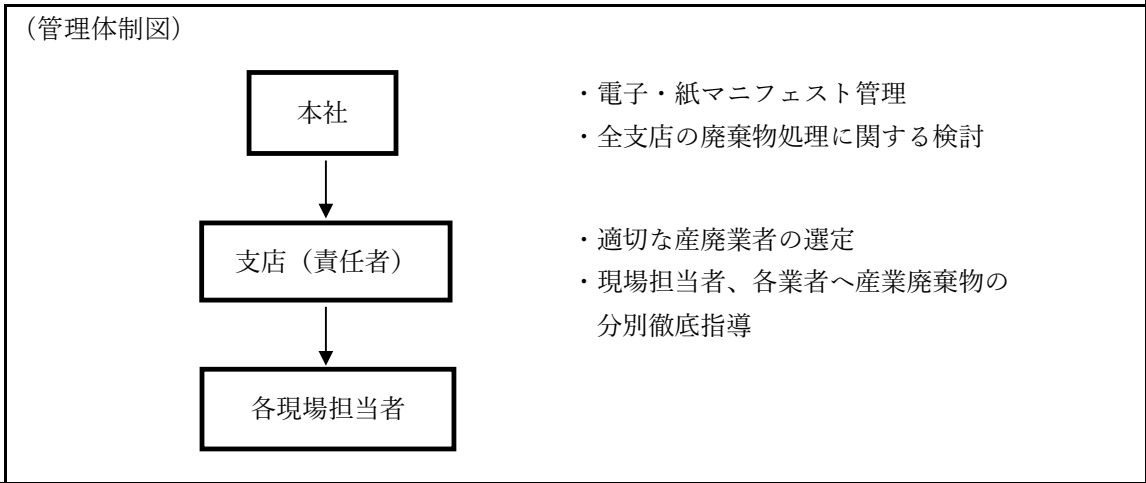 （管理体制図）
本社
・電子・紙マニフェスト管理
・全支店の廃棄物処理に関する検討
支店（責任者）
・適切な産廃業者の選定
・現場担当者、各業者へ産業廃棄物の
分別徹底指導
各現場担当者